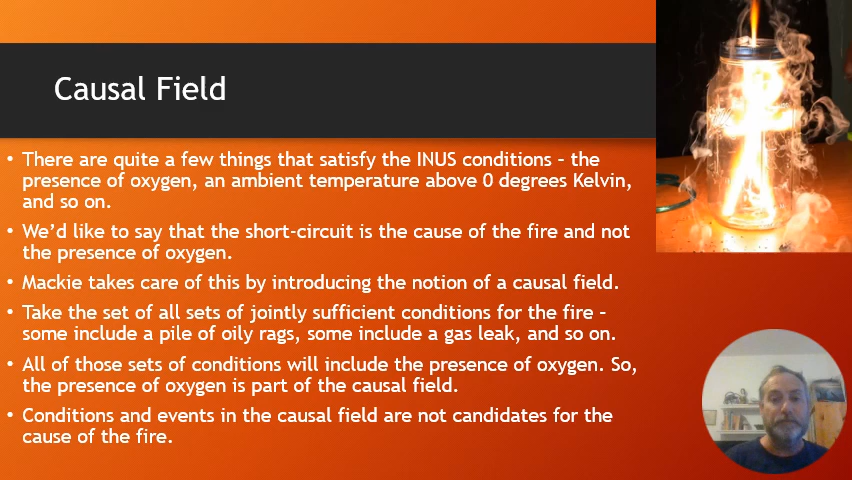 Causal Field
• There are quite a few things that satisfy the INUS conditions – the
presence of oxygen, an ambient temperature above 0 degrees Kelvin,
and so on.
• We'd like to say that the short-circuit is the cause of the fire and not
the presence of oxygen.
• Mackie takes care of this by introducing the notion of a causal field.
• Take the set of all sets of jointly sufficient conditions for the fire –
some include a pile of oily rags, some include a gas leak, and so on.
• All of those sets of conditions will include the presence of oxygen. So,
the presence of oxygen is part of the causal field.
• Conditions and events in the causal field are not candidates for the
cause of the fire.